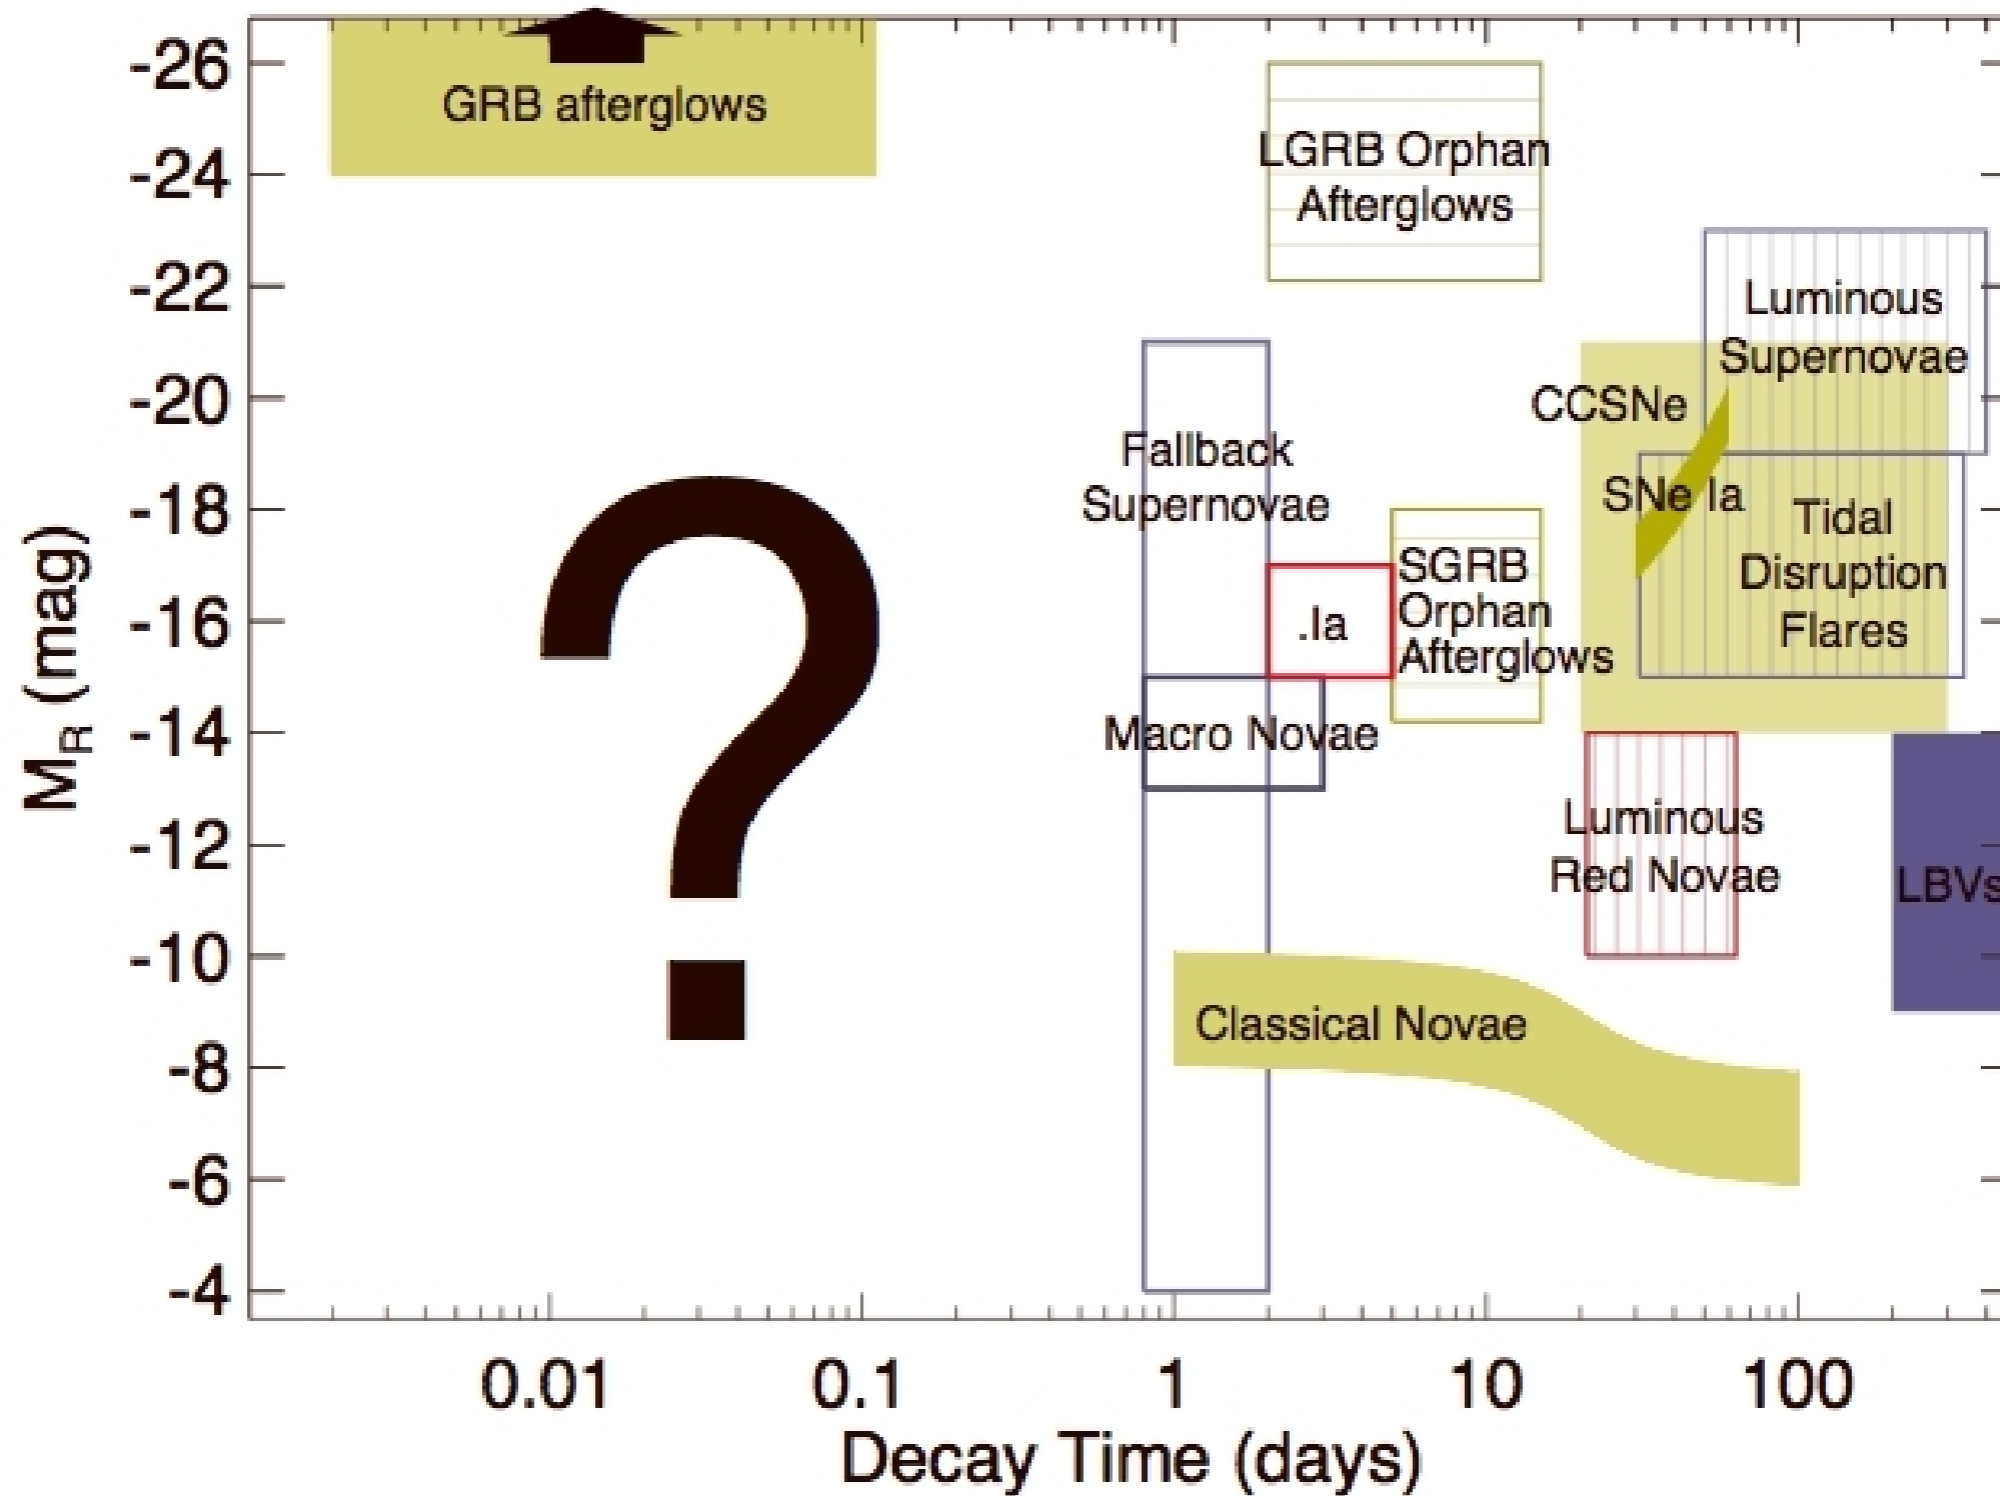 -26
-24
-22
-20
-18
-16
-14
-12
-10
-8
-6
-4
M_R (mag)
GRB afterglows
LGRB Orphan
Afterglows
Luminous
Supernovae
CCSNe
SNe Ia
Tidal
Disruption
Flares
Fallback
Supernovae
.Ia
SGRB
Orphan
Afterglows
Macro Novae
Luminous
Red Novae
LBVs
Classical Novae
?
0.01 0.1 1 10 100
Decay Time (days)